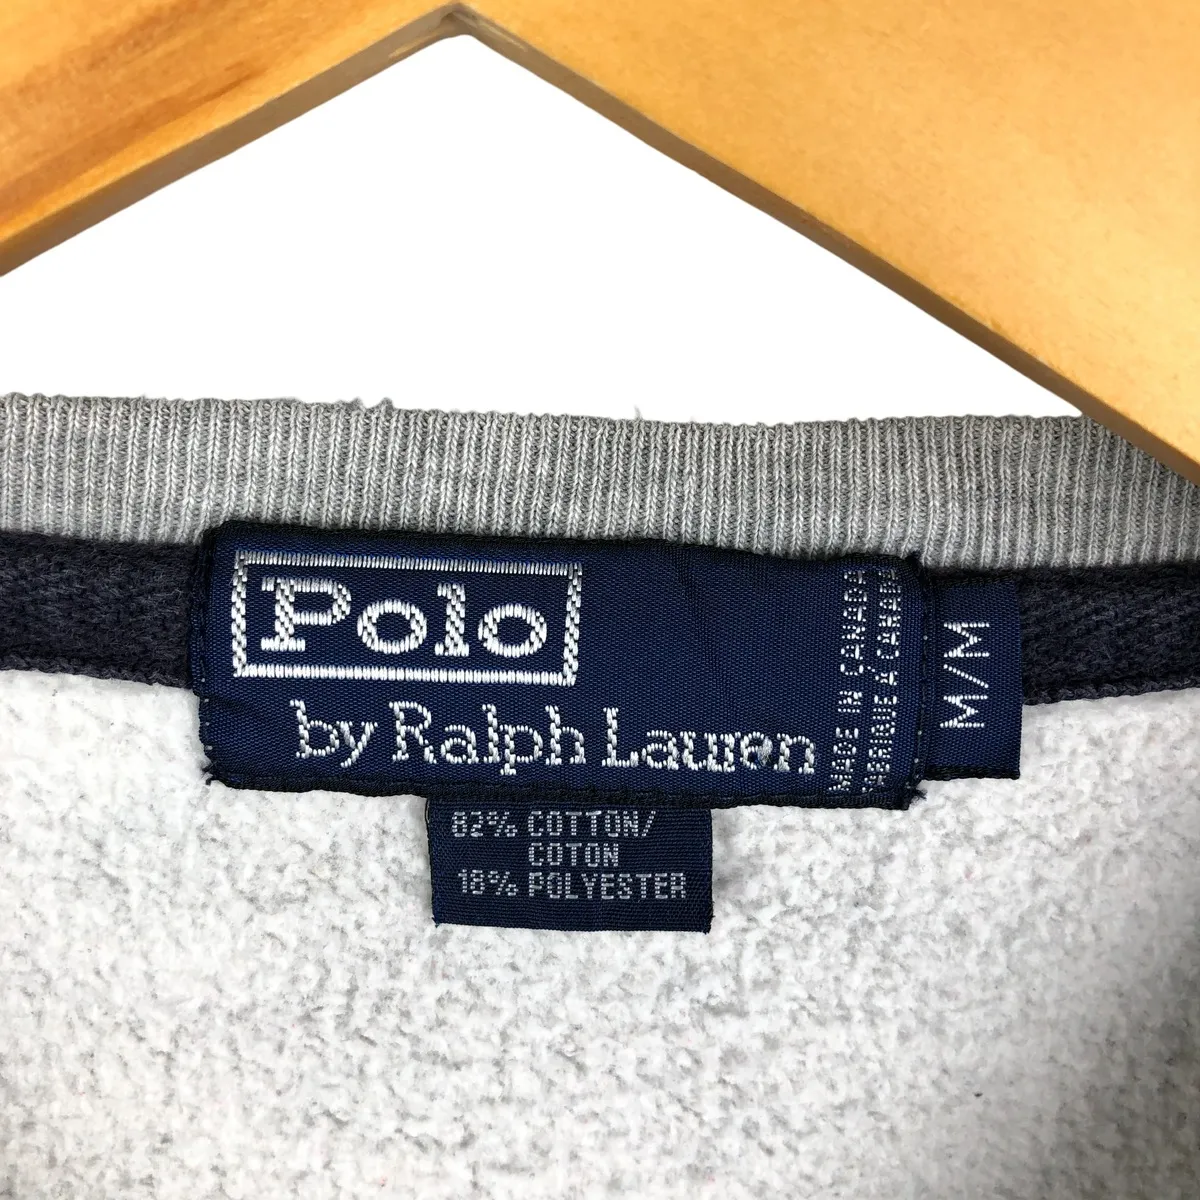 Polo
by Ralph Lauren
MADE IN CANADA
FABRIQUE A CANADA
M/M
82% COTTON/
COTON
18% POLYESTER